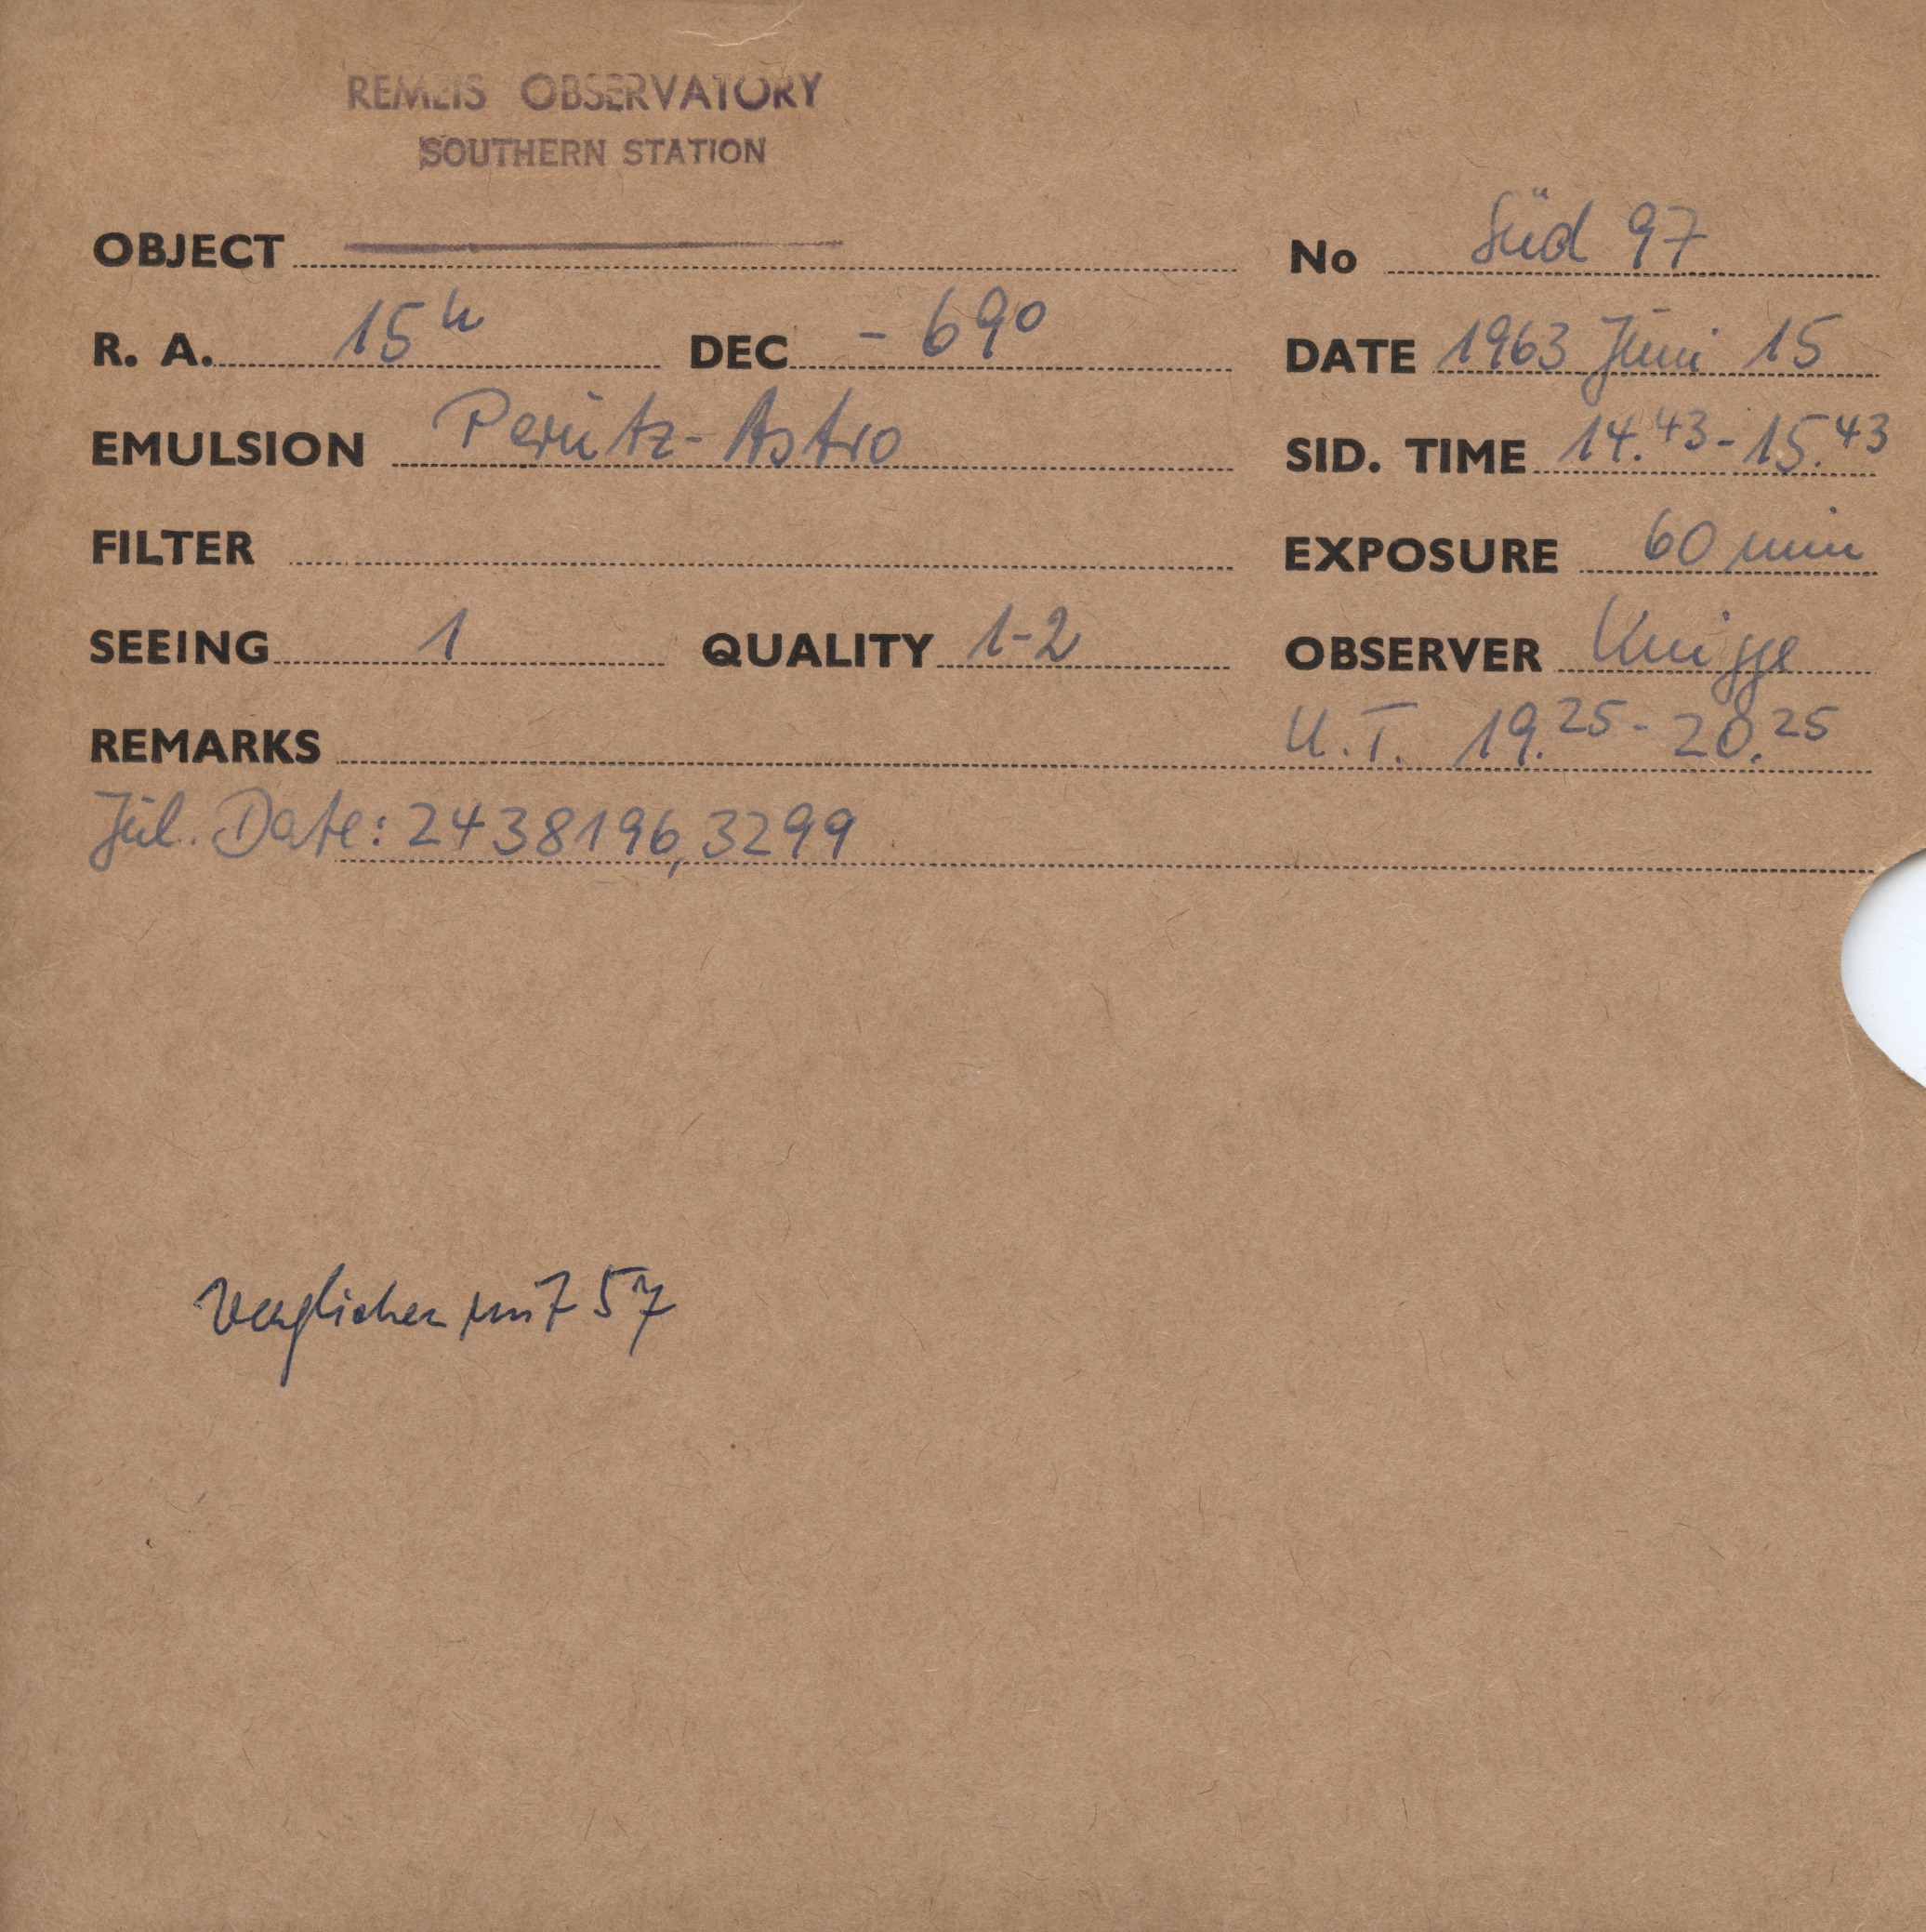 REMEIS OBSERVATORY
SOUTHERN STATION
OBJECT No Süd 97
R. A. 15h DEC -69° DATE 1963 Juni 15
EMULSION Perutz-Astro SID. TIME 14.43-15.43
FILTER EXPOSURE 60 min
SEEING 1 QUALITY 1-2 OBSERVER Knigge
REMARKS U.T. 19.25-20.25
Jul. Date: 2438196,3299
verglichen mit 57